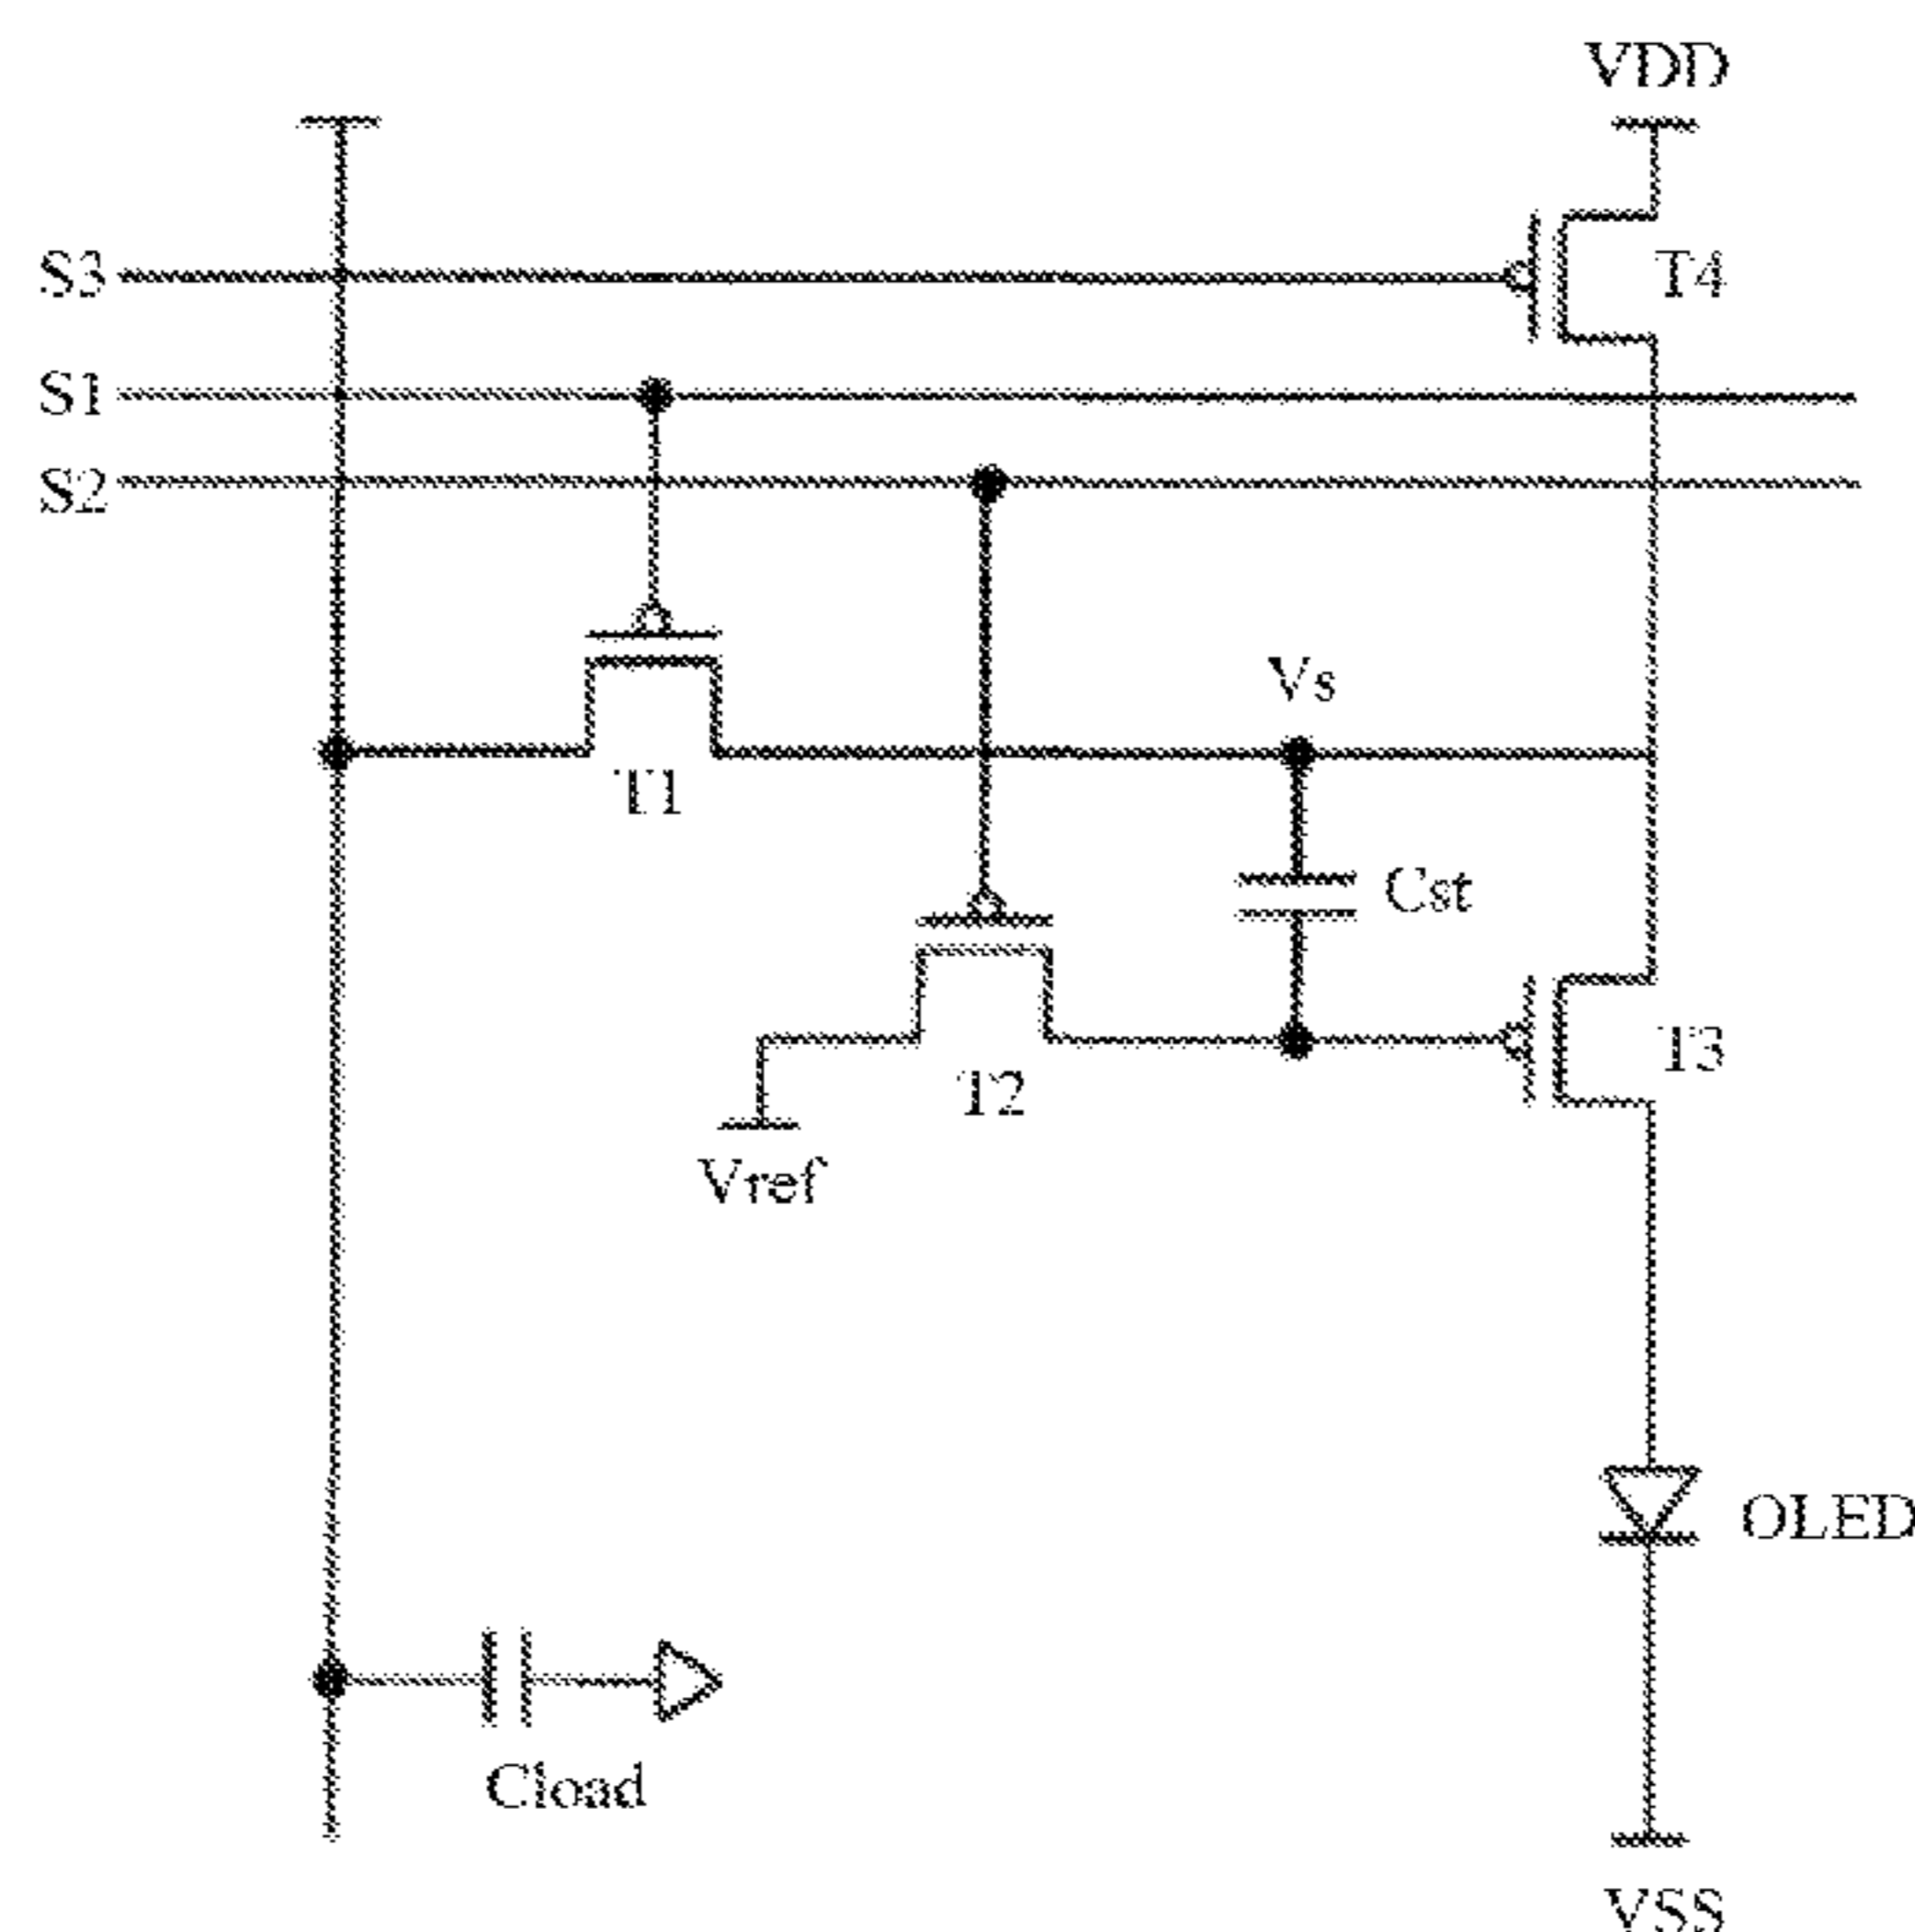 VDD
S3
T4
S1
S2
Vs
T1
Cst
T3
T2
Vref
OLED
Cload
VSS